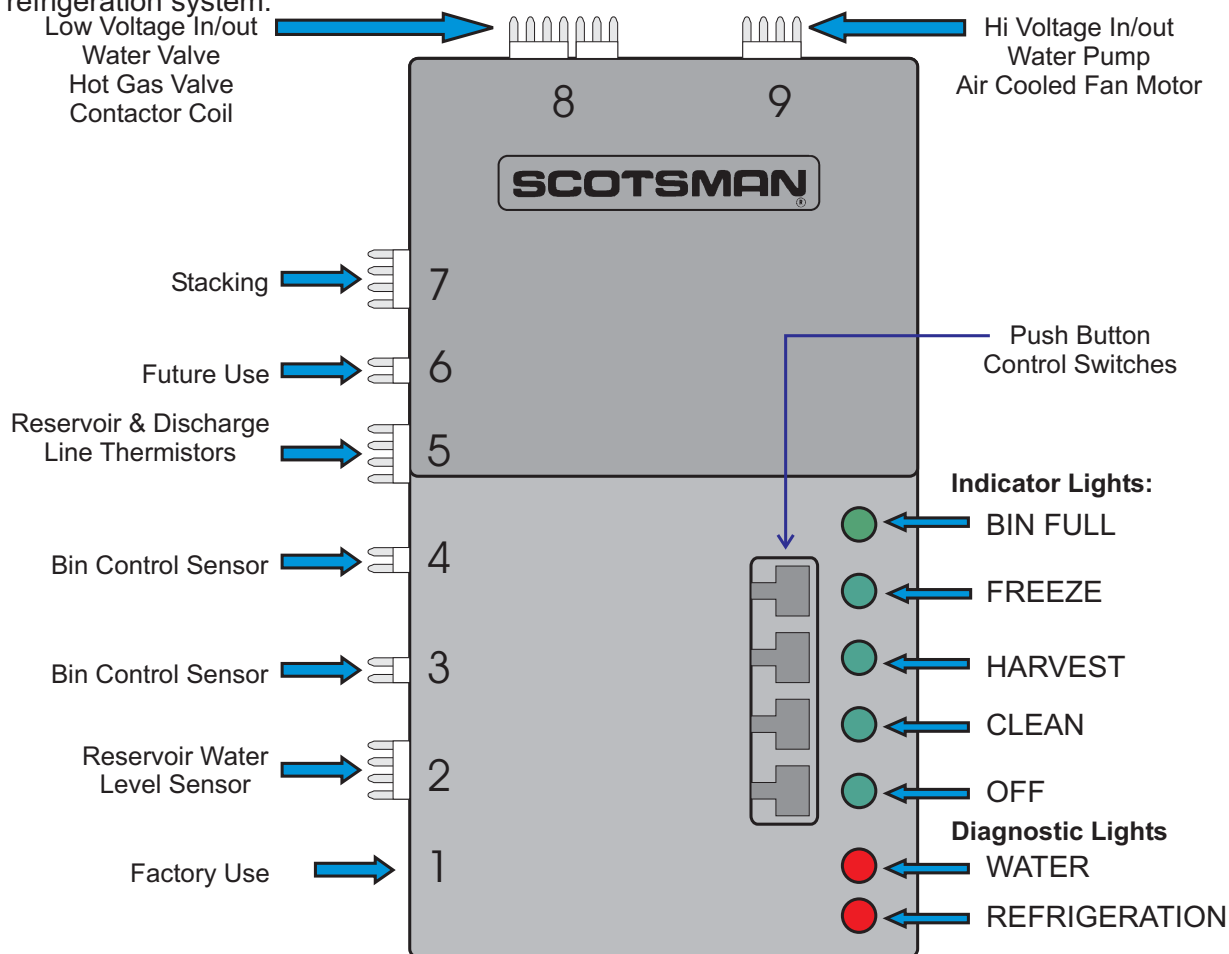 refrigeration system.
Low Voltage In/out
Water Valve
Hot Gas Valve
Contactor Coil
Hi Voltage In/out
Water Pump
Air Cooled Fan Motor
8
9
SCOTSMAN
®
Stacking
7
Push Button
Control Switches
Future Use
6
Reservoir & Discharge
Line Thermistors
5
Indicator Lights:
BIN FULL
Bin Control Sensor
4
FREEZE
Bin Control Sensor
3
HARVEST
CLEAN
Reservoir Water
Level Sensor
2
OFF
Diagnostic Lights
WATER
Factory Use
1
REFRIGERATION